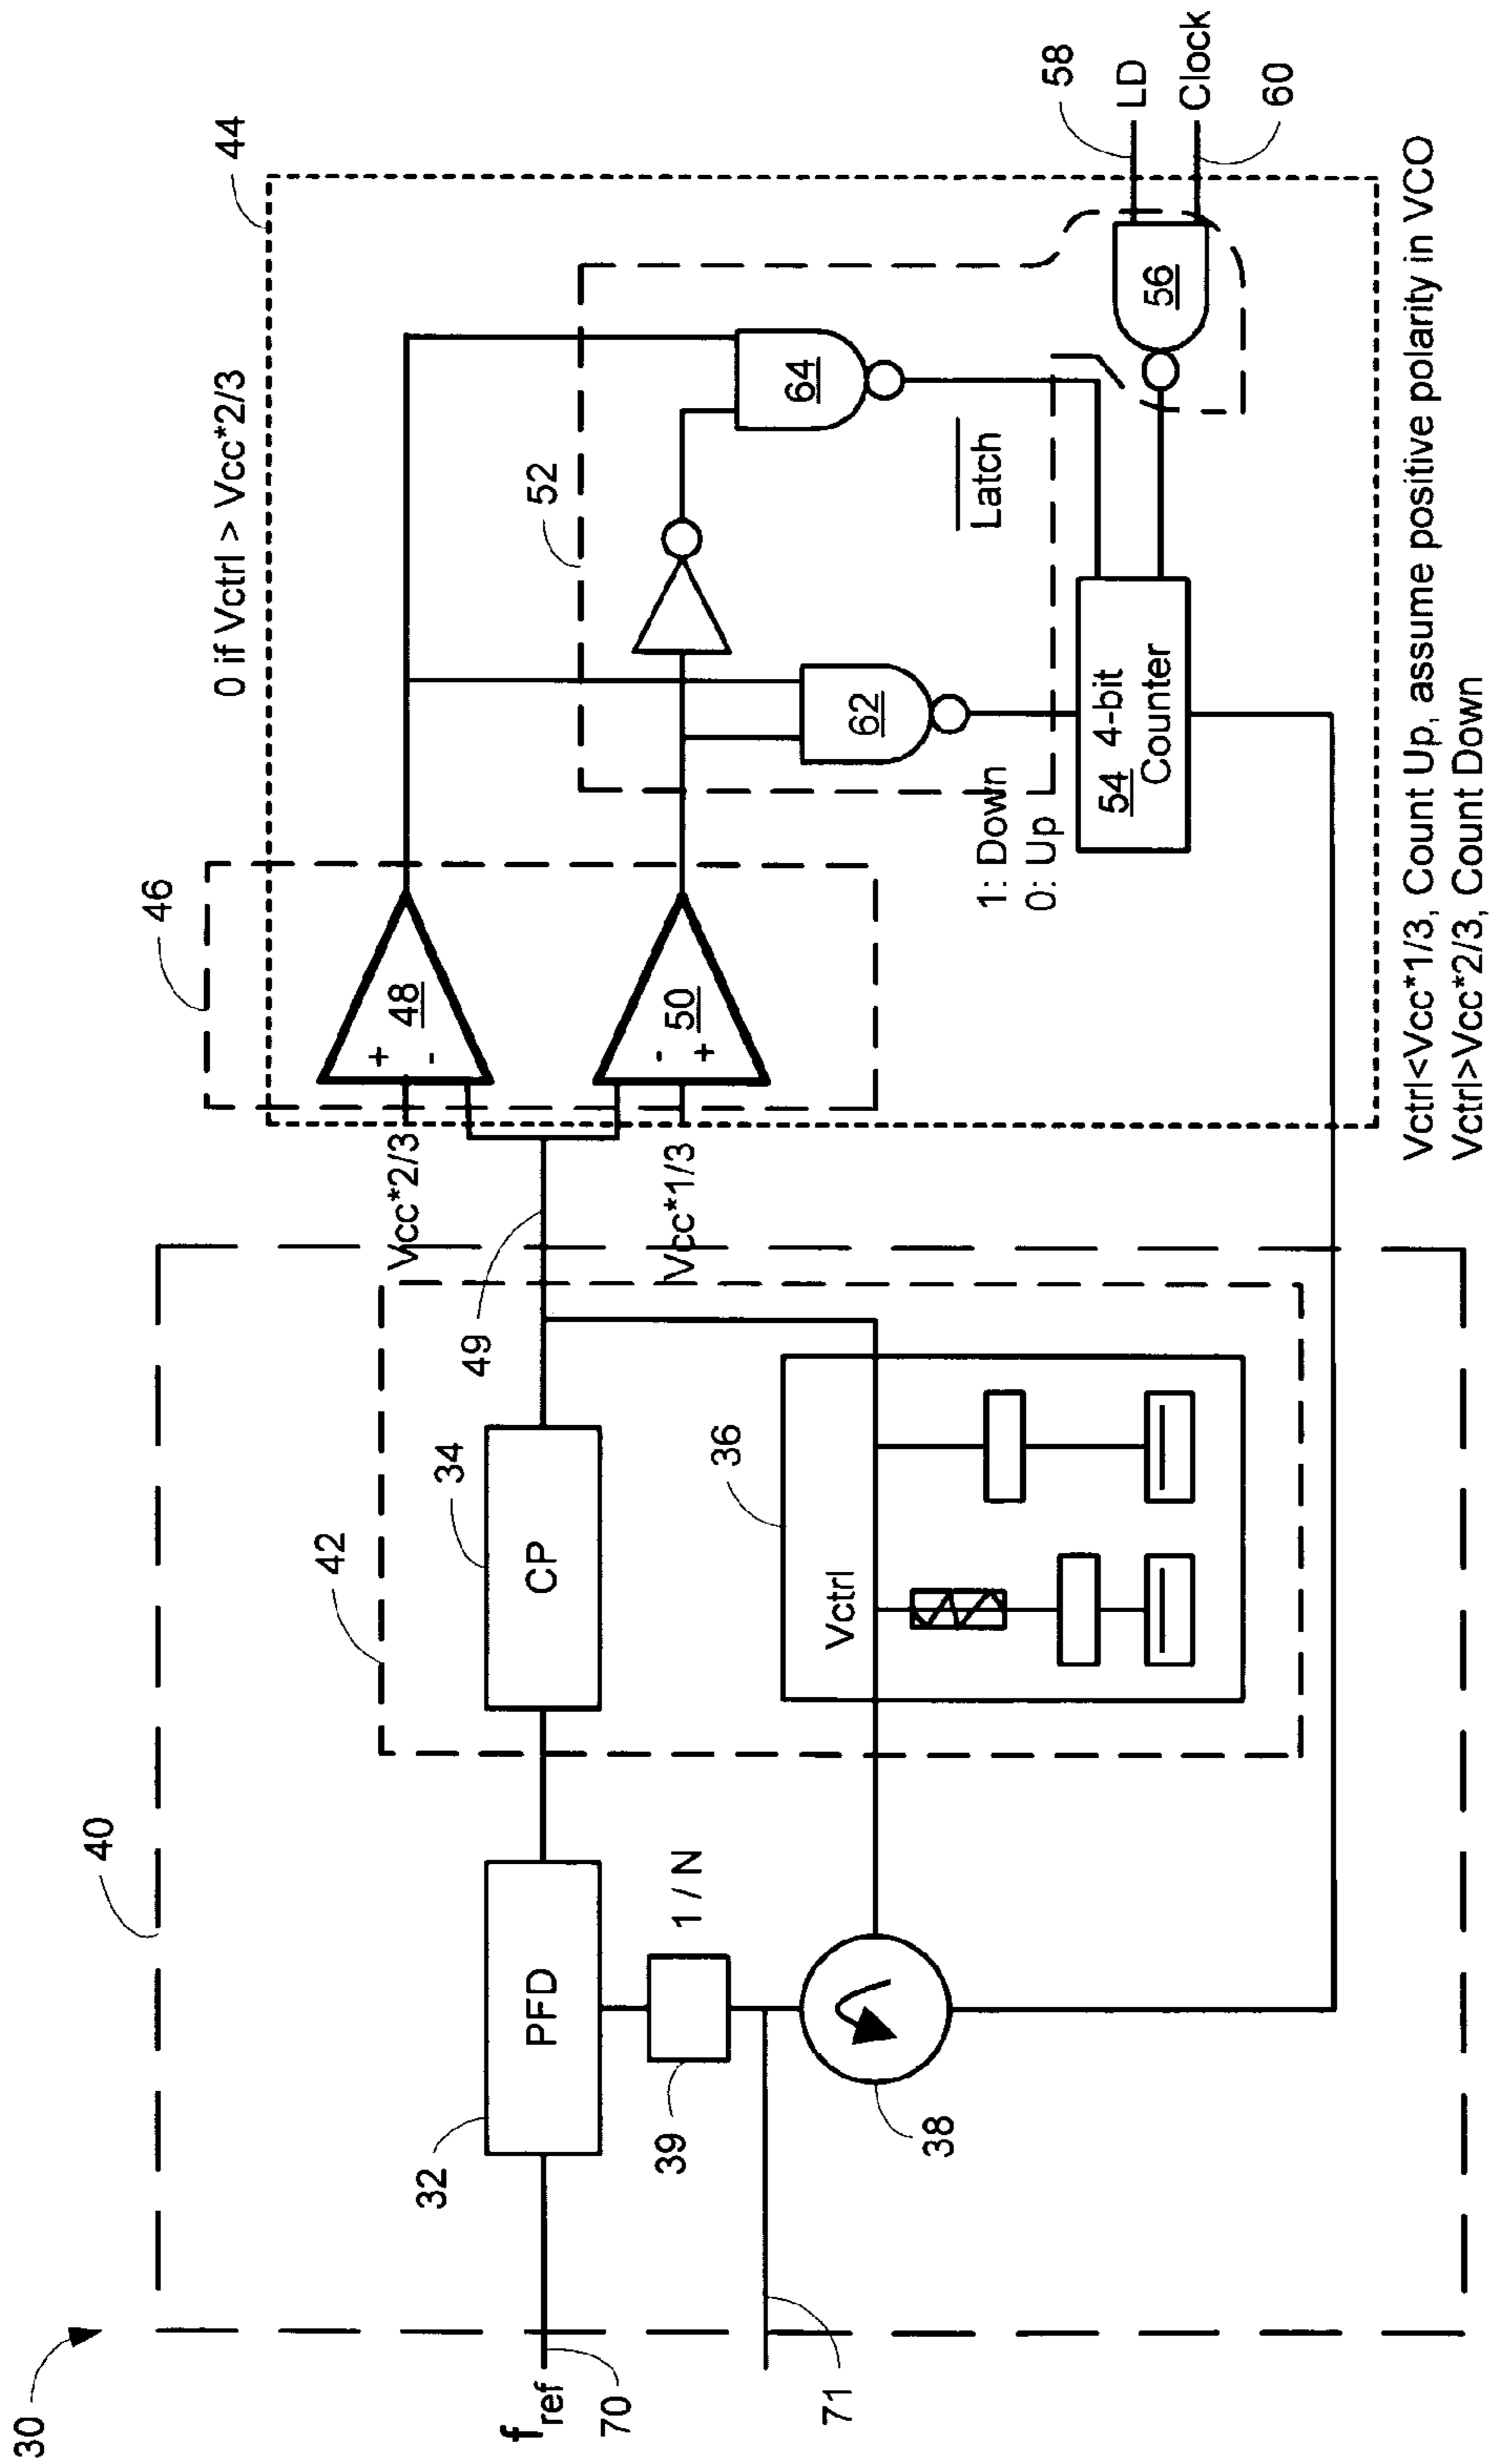 30
40
42
46
44
0 if Vctrl > Vcc*2/3
f ref
70
32
PFD
34
CP
49
Vcc*2/3
+
-
48
52
39
1 / N
71
38
36
Vctrl
Vcc*1/3
-
+
50
64
62
Latch
1: Down
0: Up
54 4-bit
Counter
56
58
LD
Clock
60
Vctrl<Vcc*1/3, Count Up, assume positive polarity in VCO
Vctrl>Vcc*2/3, Count Down